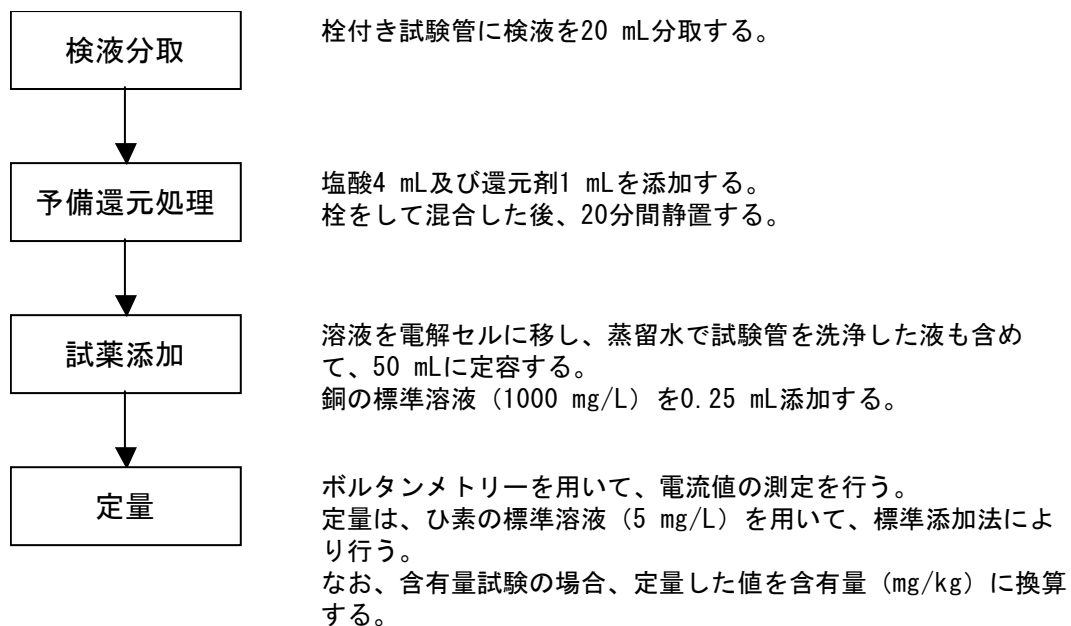 検液分取
栓付き試験管に検液を20 mL分取する。
予備還元処理
塩酸4 mL及び還元剤1 mLを添加する。
栓をして混合した後、20分間静置する。
試薬添加
溶液を電解セルに移し、蒸留水で試験管を洗浄した液も含め
て、50 mLに定容する。
銅の標準溶液（1000 mg/L）を0.25 mL添加する。
定量
ボルタンメトリーを用いて、電流値の測定を行う。
定量は、ひ素の標準溶液（5 mg/L）を用いて、標準添加法によ
り行う。
なお、含有量試験の場合、定量した値を含有量（mg/kg）に換算
する。